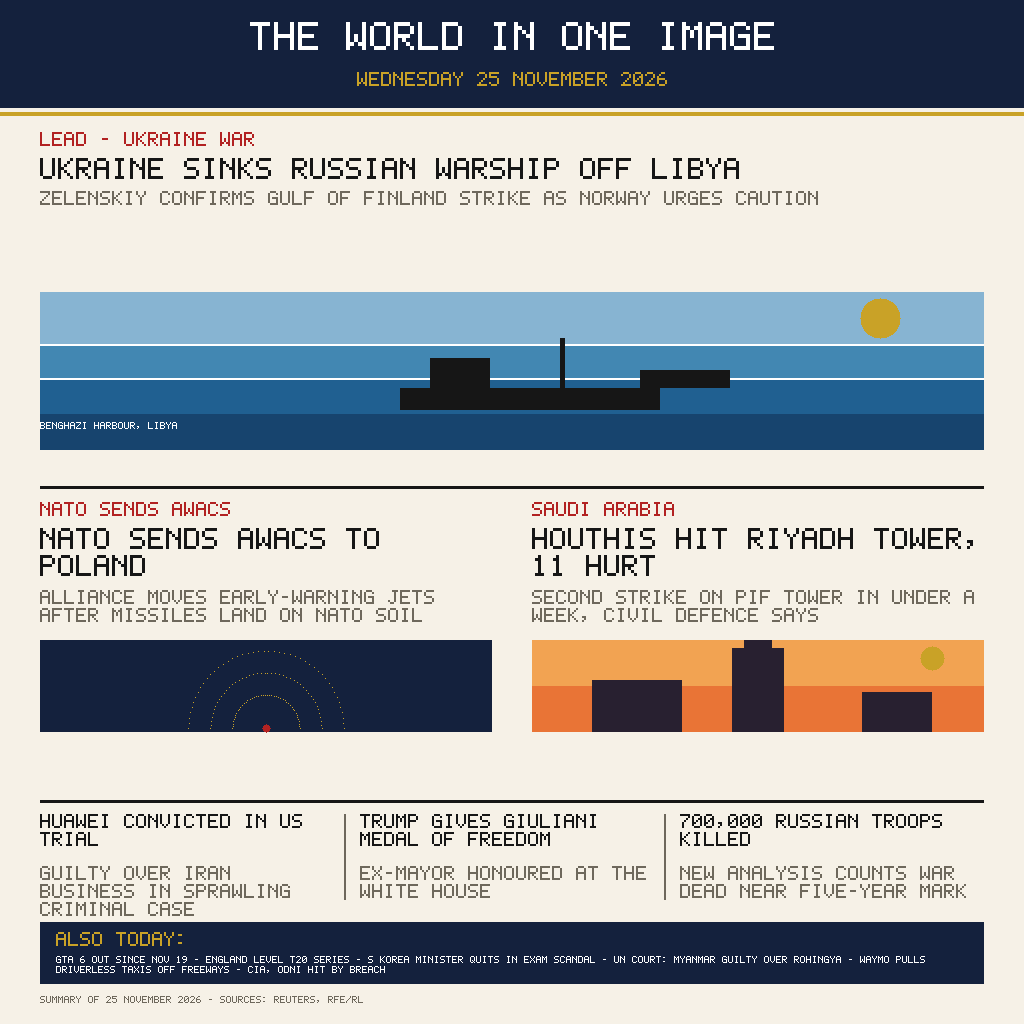 THE WORLD IN ONE IMAGE
WEDNESDAY 25 NOVEMBER 2026
LEAD - UKRAINE WAR
UKRAINE SINKS RUSSIAN WARSHIP OFF LIBYA
ZELENSKIY CONFIRMS GULF OF FINLAND STRIKE AS NORWAY URGES CAUTION
BENGHAZI HARBOUR, LIBYA
NATO SENDS AWACS
NATO SENDS AWACS TO
POLAND
ALLIANCE MOVES EARLY-WARNING JETS
AFTER MISSILES LAND ON NATO SOIL
SAUDI ARABIA
HOUTHIS HIT RIYADH TOWER,
11 HURT
SECOND STRIKE ON PIF TOWER IN UNDER A
WEEK, CIVIL DEFENCE SAYS
HUAWEI CONVICTED IN US
TRIAL
GUILTY OVER IRAN
BUSINESS IN SPRAWLING
CRIMINAL CASE
TRUMP GIVES GIULIANI
MEDAL OF FREEDOM
EX-MAYOR HONOURED AT THE
WHITE HOUSE
700,000 RUSSIAN TROOPS
KILLED
NEW ANALYSIS COUNTS WAR
DEAD NEAR FIVE-YEAR MARK
ALSO TODAY:
GTA 6 OUT SINCE NOV 19 - ENGLAND LEVEL T20 SERIES - S KOREA MINISTER QUITS IN EXAM SCANDAL - UN COURT: MYANMAR GUILTY OVER ROHINGYA - WAYMO PULLS
DRIVERLESS TAXIS OFF FREEWAYS - CIA, ODNI HIT BY BREACH
SUMMARY OF 25 NOVEMBER 2026 - SOURCES: REUTERS, RFE/RL